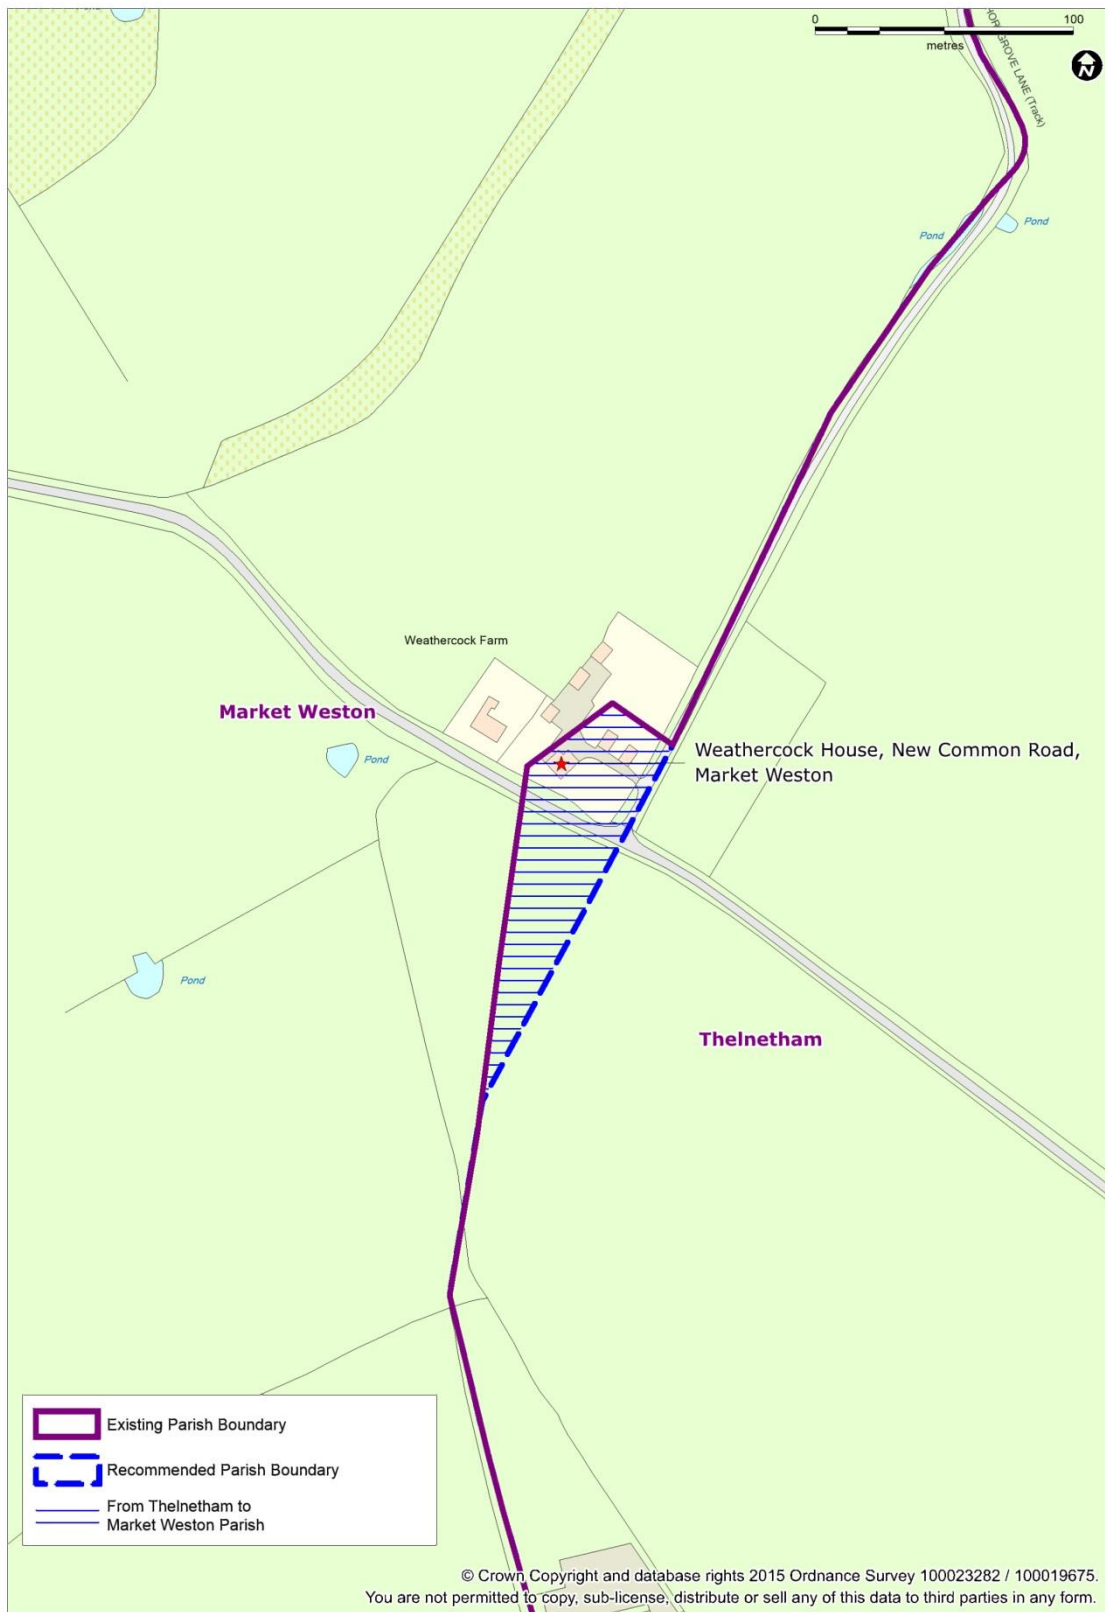 0 100
metres
N
HORNGROVE LANE (Track)
Pond
Pond
Weathercock Farm
Market Weston
Weathercock House, New Common Road,
Market Weston
Pond
Pond
Thelnetham
Existing Parish Boundary
Recommended Parish Boundary
From Thelnetham to
Market Weston Parish
© Crown Copyright and database rights 2015 Ordnance Survey 100023282 / 100019675.
You are not permitted to copy, sub-license, distribute or sell any of this data to third parties in any form.